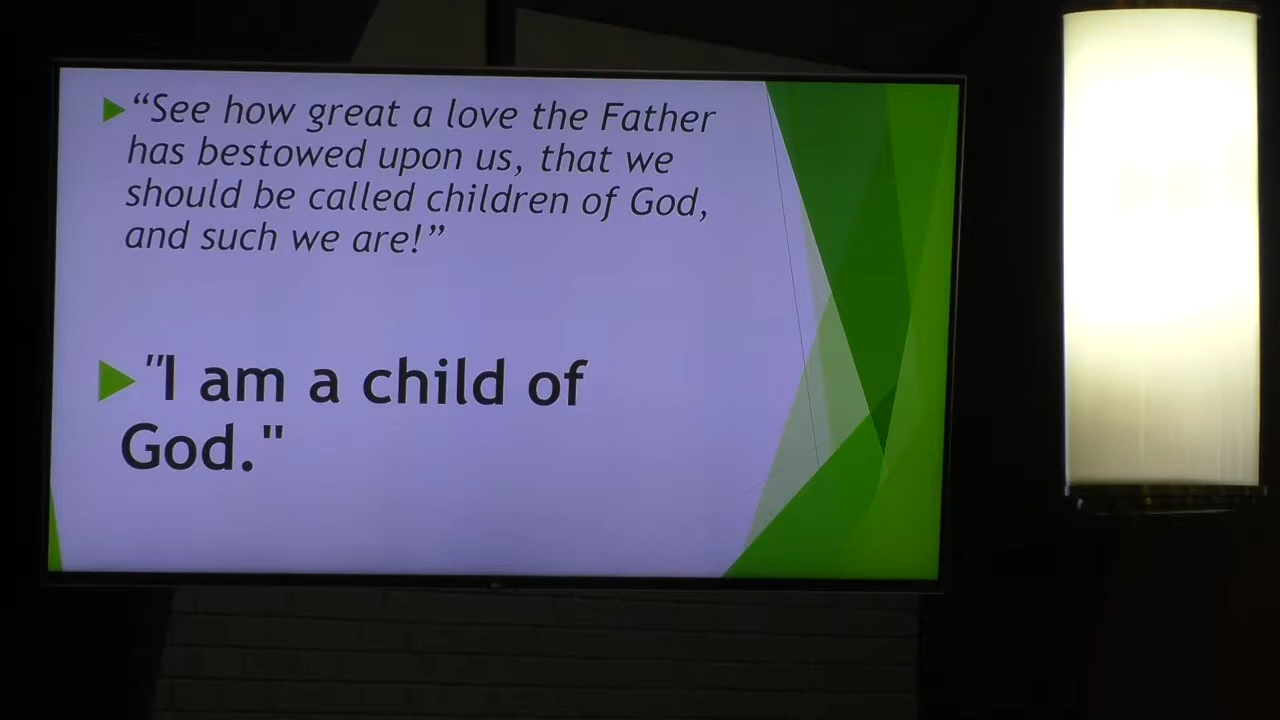 “See how great a love the Father
has bestowed upon us, that we
should be called children of God,
and such we are!”
"I am a child of
God."